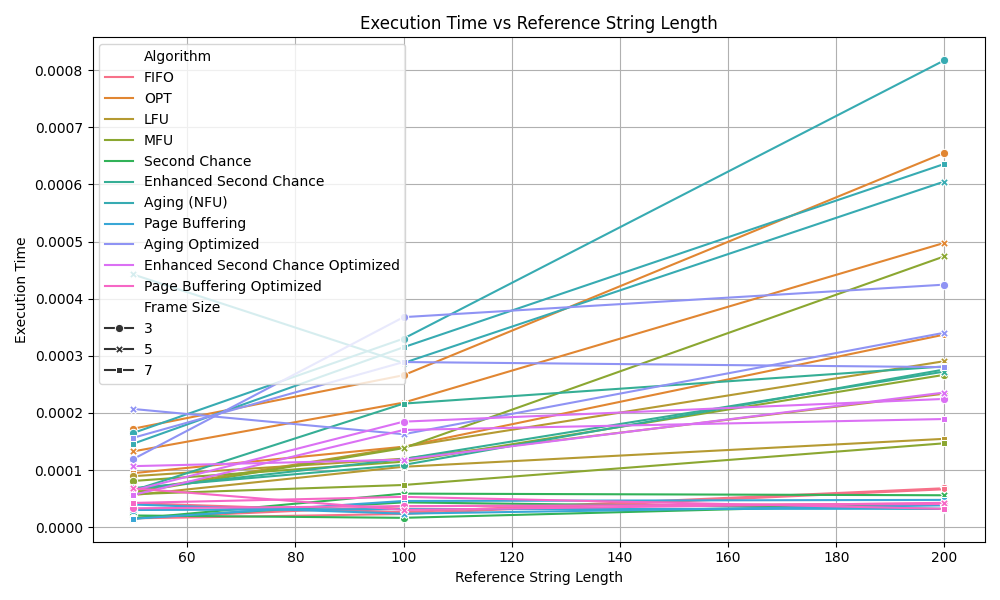 Execution Time vs Reference String Length
Execution Time
0.0008
0.0007
0.0006
0.0005
0.0004
0.0003
0.0002
0.0001
0.0000
Algorithm
FIFO
OPT
LFU
MFU
Second Chance
Enhanced Second Chance
Aging (NFU)
Page Buffering
Aging Optimized
Enhanced Second Chance Optimized
Page Buffering Optimized
Frame Size
3
5
7
60 80 100 120 140 160 180 200
Reference String Length